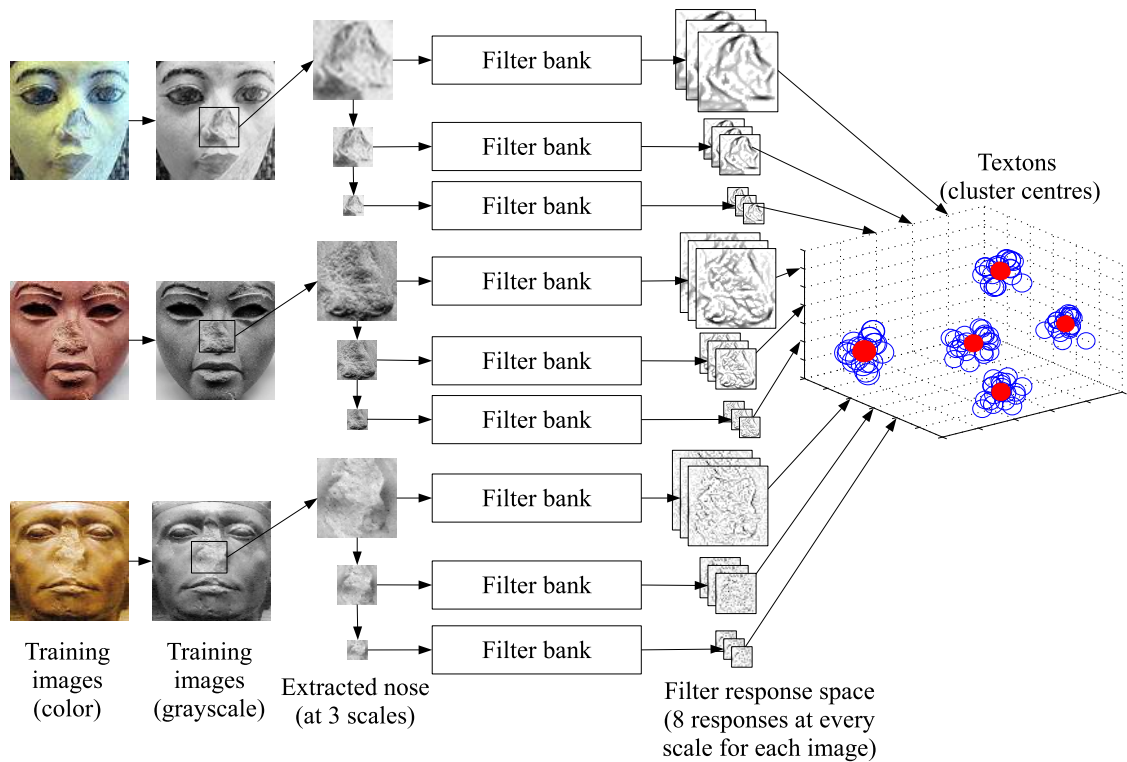 Filter bank
Filter bank
Filter bank
Textons
(cluster centres)
Filter bank
Filter bank
Filter bank
Filter bank
Filter bank
Filter bank
Training
images
(color)
Training
images
(grayscale)
Extracted nose
(at 3 scales)
Filter response space
(8 responses at every
scale for each image)